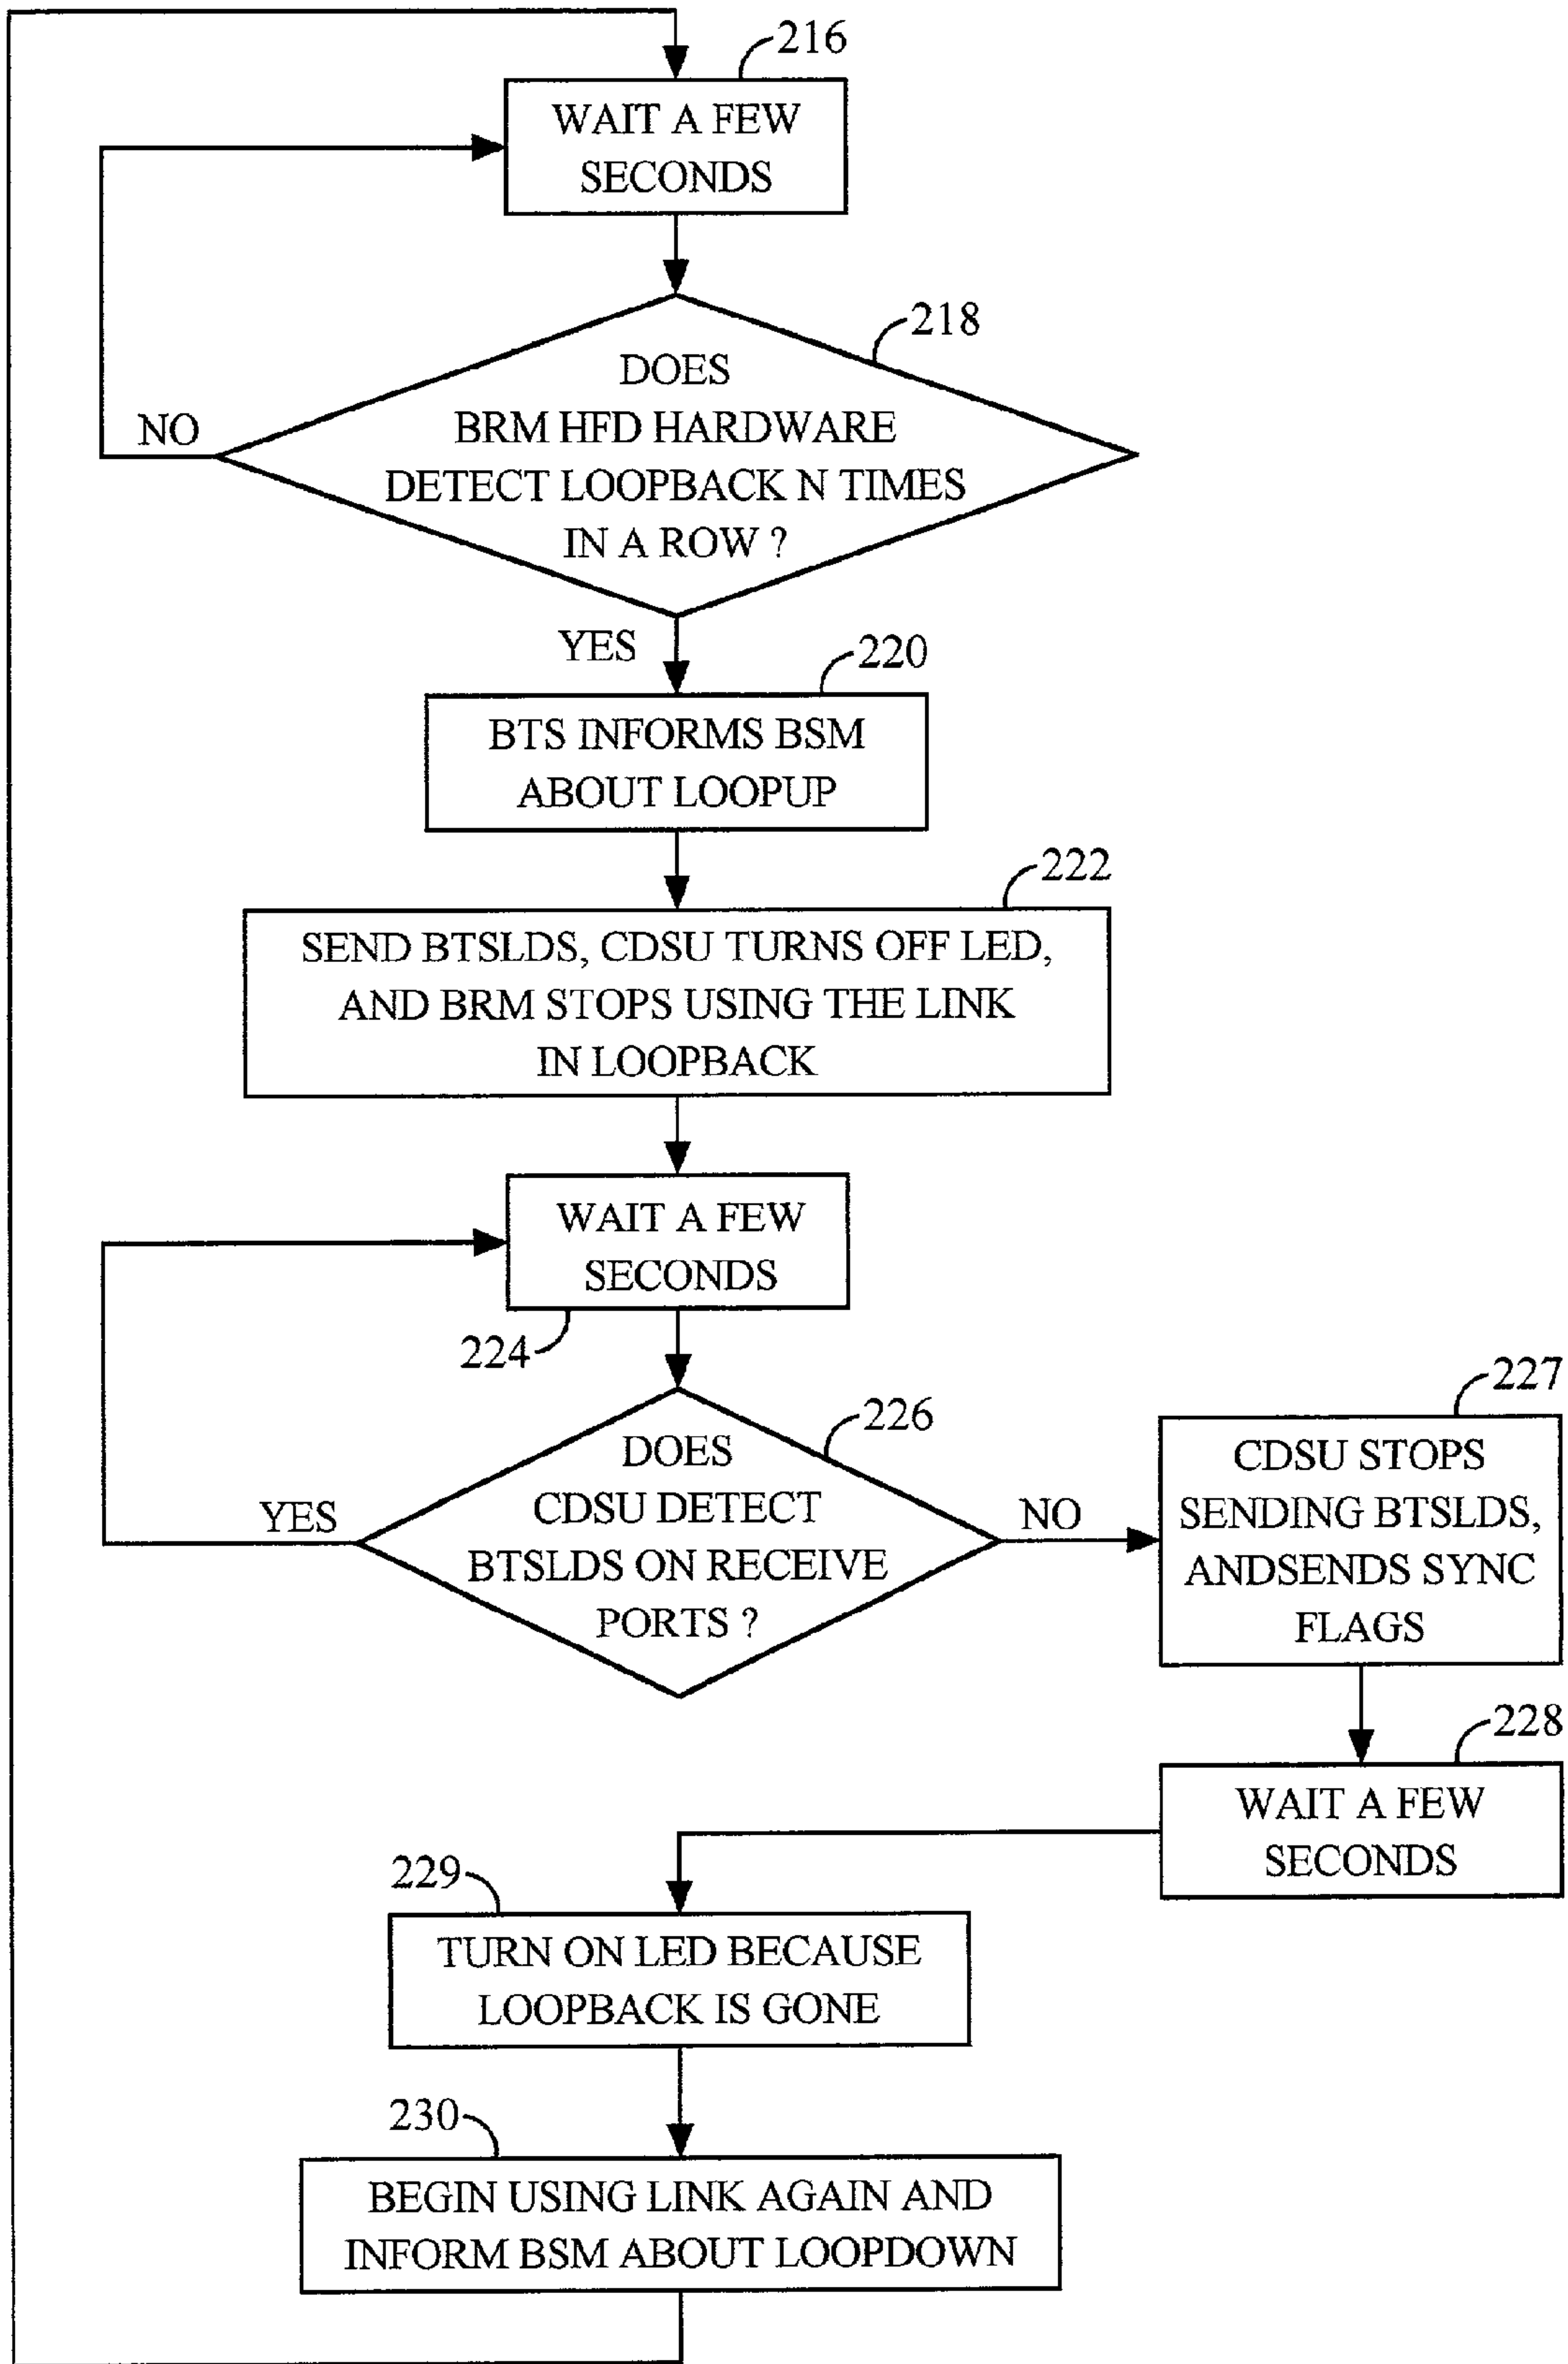 216
WAIT A FEW
SECONDS
218
DOES
BRM HFD HARDWARE
DETECT LOOPBACK N TIMES
IN A ROW ?
NO
YES
220
BTS INFORMS BSM
ABOUT LOOPUP
222
SEND BTSLDS, CDSU TURNS OFF LED,
AND BRM STOPS USING THE LINK
IN LOOPBACK
WAIT A FEW
SECONDS
224
226
DOES
CDSU DETECT
BTSLDS ON RECEIVE
PORTS ?
YES
NO
227
CDSU STOPS
SENDING BTSLDS,
ANDSENDS SYNC
FLAGS
228
WAIT A FEW
SECONDS
229
TURN ON LED BECAUSE
LOOPBACK IS GONE
230
BEGIN USING LINK AGAIN AND
INFORM BSM ABOUT LOOPDOWN